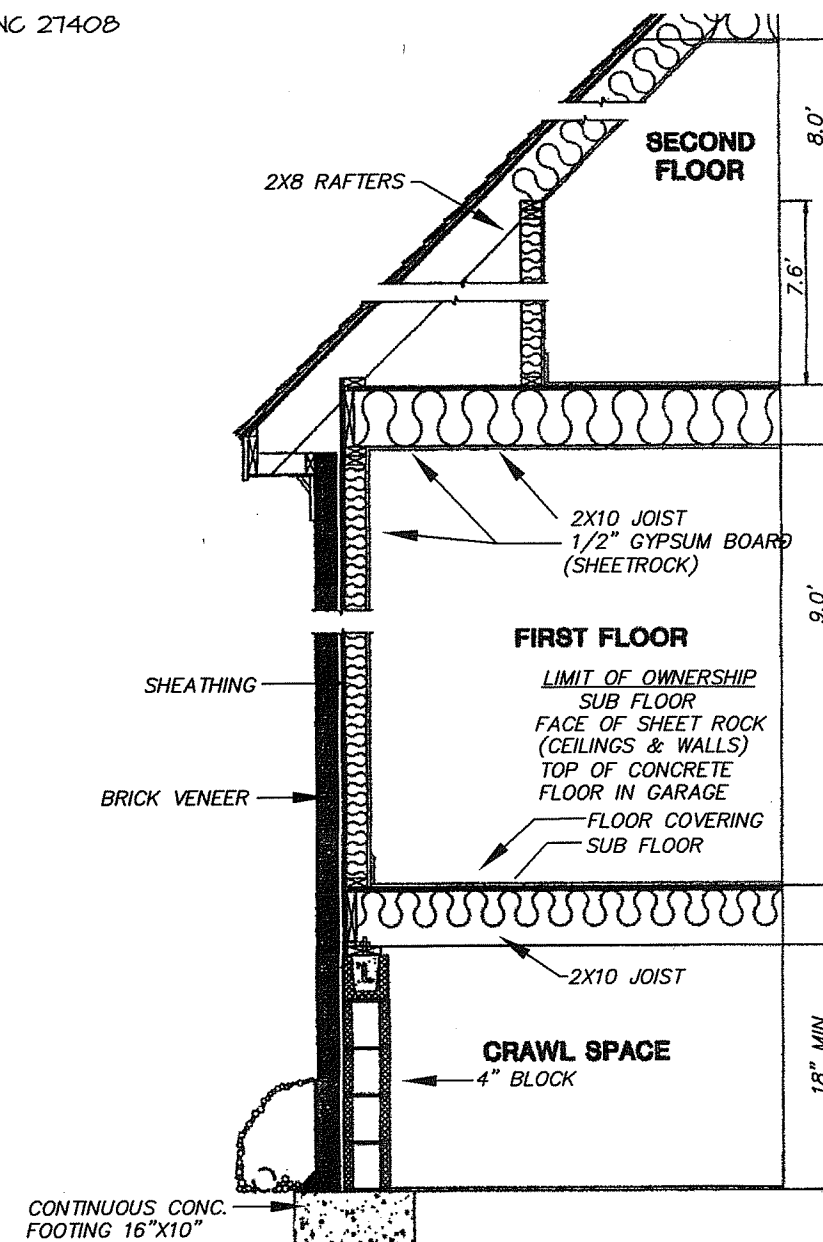 NC 27408
SECOND
FLOOR
8.0'
2X8 RAFTERS
7.6'
2X10 JOIST
1/2" GYPSUM BOARD
(SHEETROCK)
9.0'
FIRST FLOOR
SHEATHING
LIMIT OF OWNERSHIP
SUB FLOOR
FACE OF SHEET ROCK
(CEILINGS & WALLS)
TOP OF CONCRETE
FLOOR IN GARAGE
BRICK VENEER
FLOOR COVERING
SUB FLOOR
2X10 JOIST
CRAWL SPACE
4" BLOCK
18" MIN
CONTINUOUS CONC.
FOOTING 16"X10"